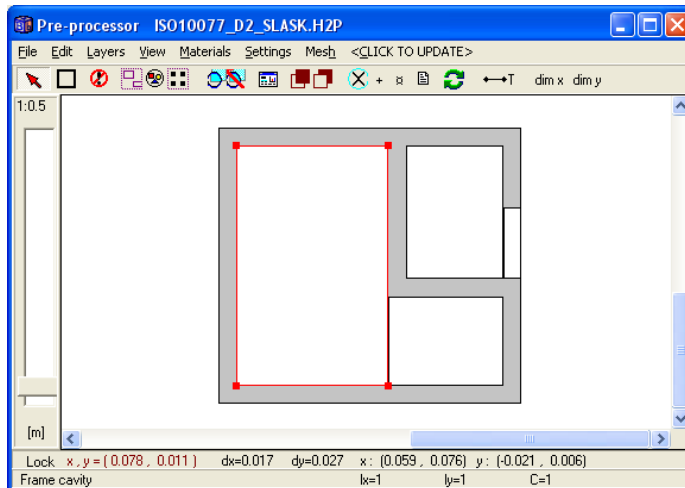 Pre-processor ISO10077_D2_SLASK.H2P
File Edit Layers View Materials Settings Mesh <CLICK TO UPDATE>
T dim x dim y
1:0.5
[m]
Lock x , y = ( 0.078 , 0.011 ) dx=0.017 dy=0.027 x : (0.059 , 0.076) y : (-0.021 , 0.006)
Frame cavity lx=1 ly=1 C=1